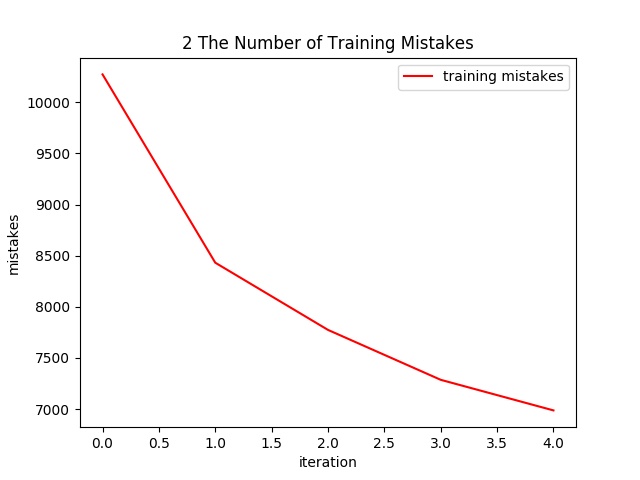 2 The Number of Training Mistakes
training mistakes
10000
9500
9000
8500
8000
7500
7000
mistakes
0.0 0.5 1.0 1.5 2.0 2.5 3.0 3.5 4.0
iteration